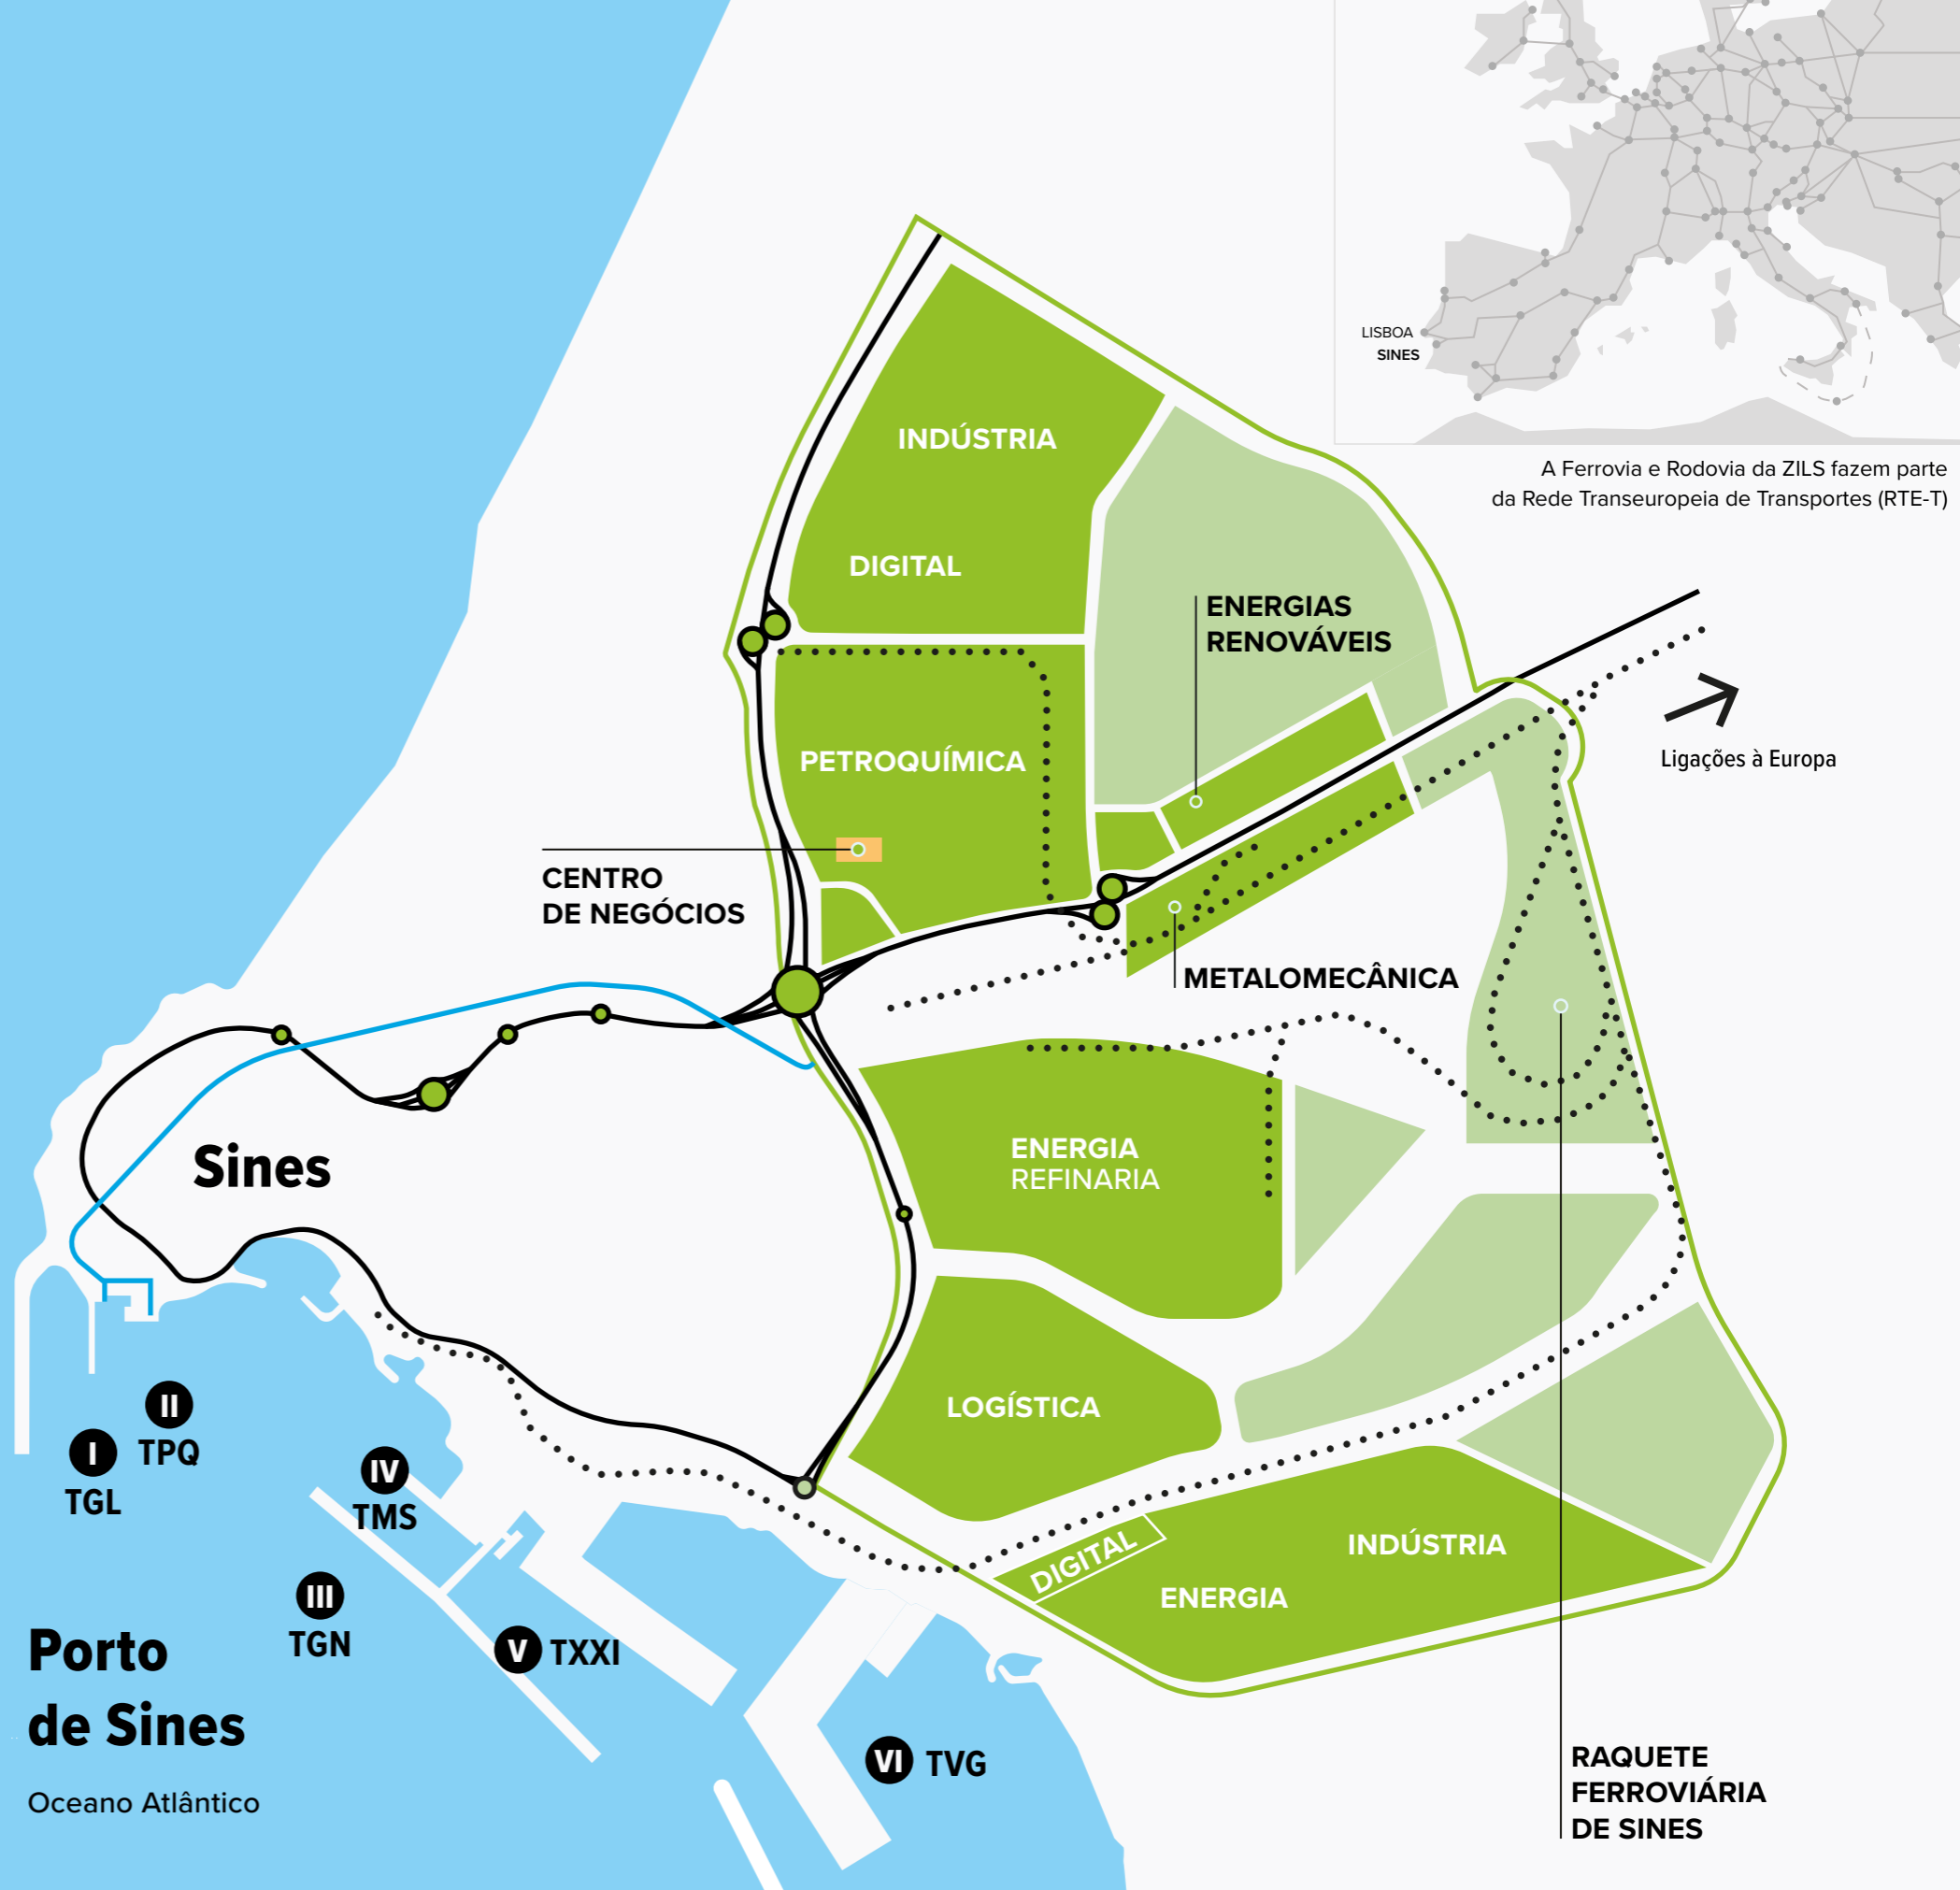 LISBOA
SINES
A Ferrovia e Rodovia da ZILS fazem parte
da Rede Transeuropeia de Transportes (RTE-T)
INDÚSTRIA
DIGITAL
ENERGIAS
RENOVÁVEIS
PETROQUÍMICA
Ligações à Europa
CENTRO
DE NEGÓCIOS
METALOMECÂNICA
Sines
ENERGIA
REFINARIA
LOGÍSTICA
II
TPQ
I
TGL
IV
TMS
III
TGN
V TXXI
VI TVG
DIGITAL
INDÚSTRIA
ENERGIA
Porto
de Sines
Oceano Atlântico
RAQUETE
FERROVIÁRIA
DE SINES